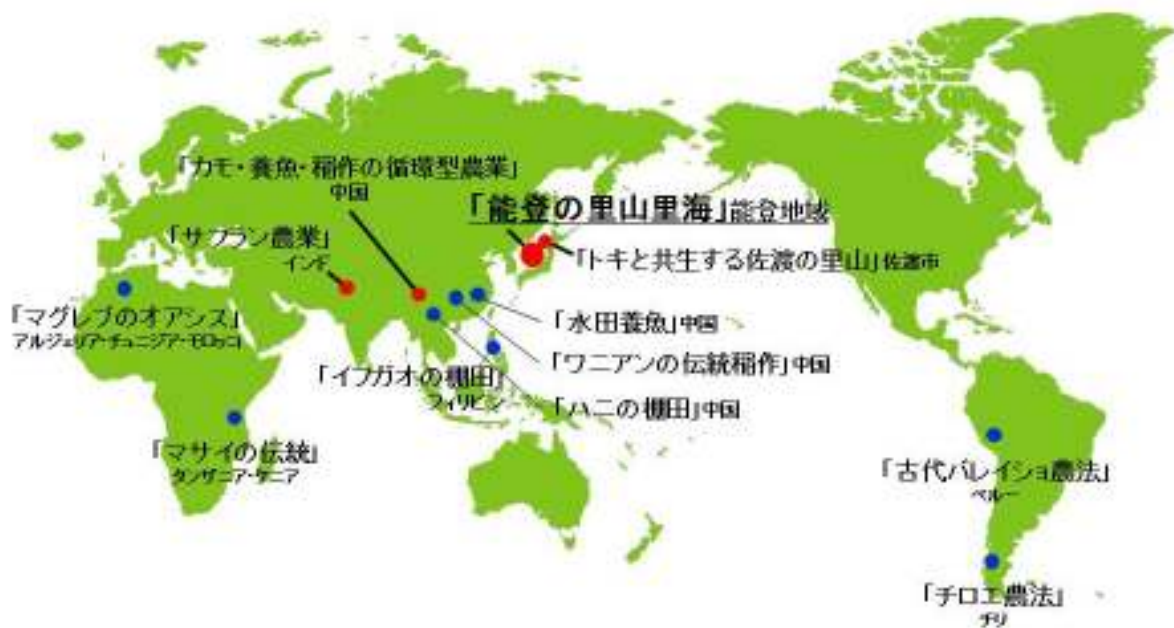 「カモ・養魚・稲作の循環型農業」
中国
「能登の里山里海」能登地域
「サフラン農業」
インド
「トキと共生する佐渡の里山」佐渡市
「マグレブのオアシス」
アルジェリア・チュニジア・モロッコ
「水田養魚」中国
「ワニアンの伝統稲作」中国
「イフガオの棚田」
フィリピン
「ハニの棚田」中国
「マサイの伝統」
タンザニア・ケニア
「古代バレイショ農法」
ペルー
「チロエ農法」
チリ